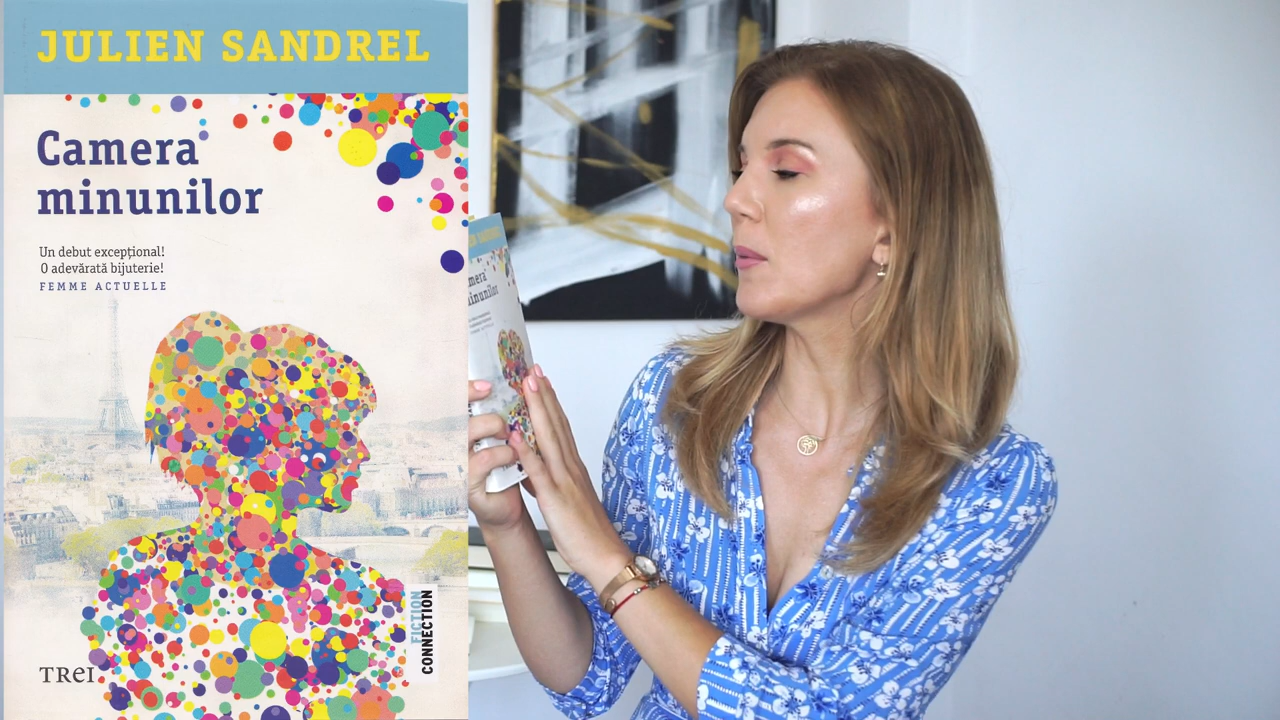 JULIEN SANDREL
Camera
minunilor
Un debut excepțional!
O adevărată bijuterie!
FEMME ACTUELLE
FICTION
CONNECTION
TREI